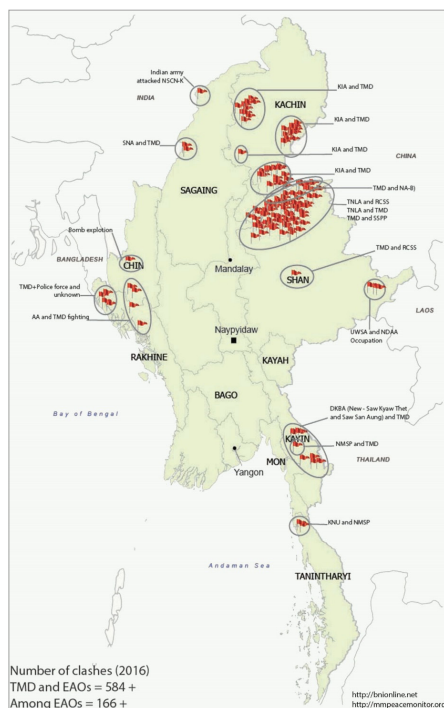 Indian army
attacked NSCN-K
INDIA
KIA and TMD
KACHIN
KIA and TMD
SNA and TMD
KIA and TMD
CHINA
KIA and TMD
SAGAING
TMD and NA-B)
TNLA and RCSS
TNLA and TMD
TMD and SSPP
Bomb explotion
TMD and RCSS
BANGLADESH
CHIN
Mandalay
SHAN
TMD+Police force and
unknown
LAOS
AA and TMD fighting
UWSA and NDAA
Occupation
Naypyidaw
RAKHINE
KAYAH
BAGO
DKBA (New - Saw Kyaw Thet
and Saw San Aung) and TMD
Bay of Bengal
KAYIN
NMSP and TMD
MON
THAILAND
Yangon
KNU and NMSP
Andaman Sea
TANINTHARYI
Number of clashes (2016)
TMD and EAOs = 584 +
Among EAOs = 166 +
http://bnionline.net
http://mmpeacemonitor.org